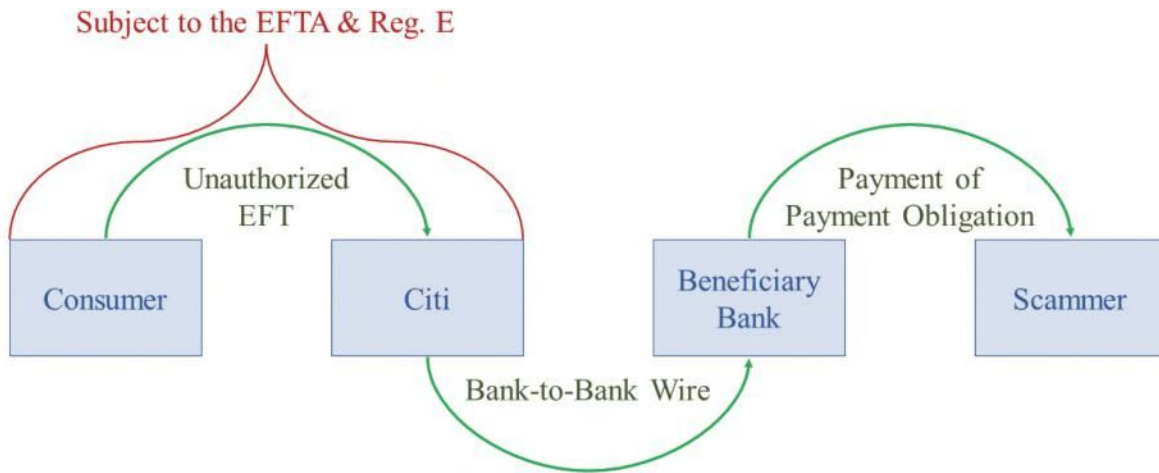 Subject to the EFTA & Reg. E
Unauthorized
EFT
Payment of
Payment Obligation
Consumer
Citi
Beneficiary
Bank
Scammer
Bank-to-Bank Wire